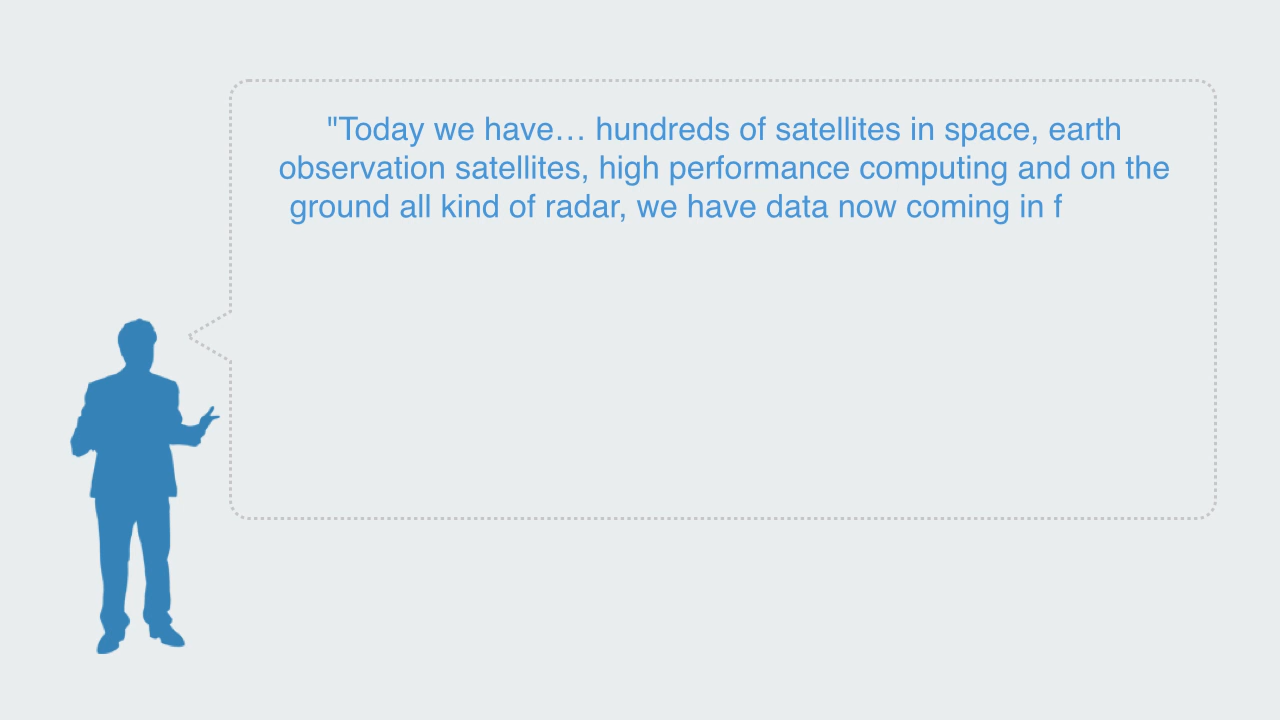 "Today we have… hundreds of satellites in space, earth
observation satellites, high performance computing and on the
ground all kind of radar, we have data now coming in f